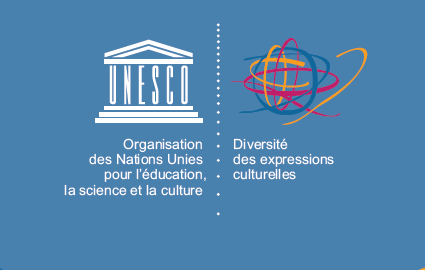 UNESCO
Organisation
des Nations Unies
pour l'éducation,
la science et la culture
Diversité
des expressions
culturelles